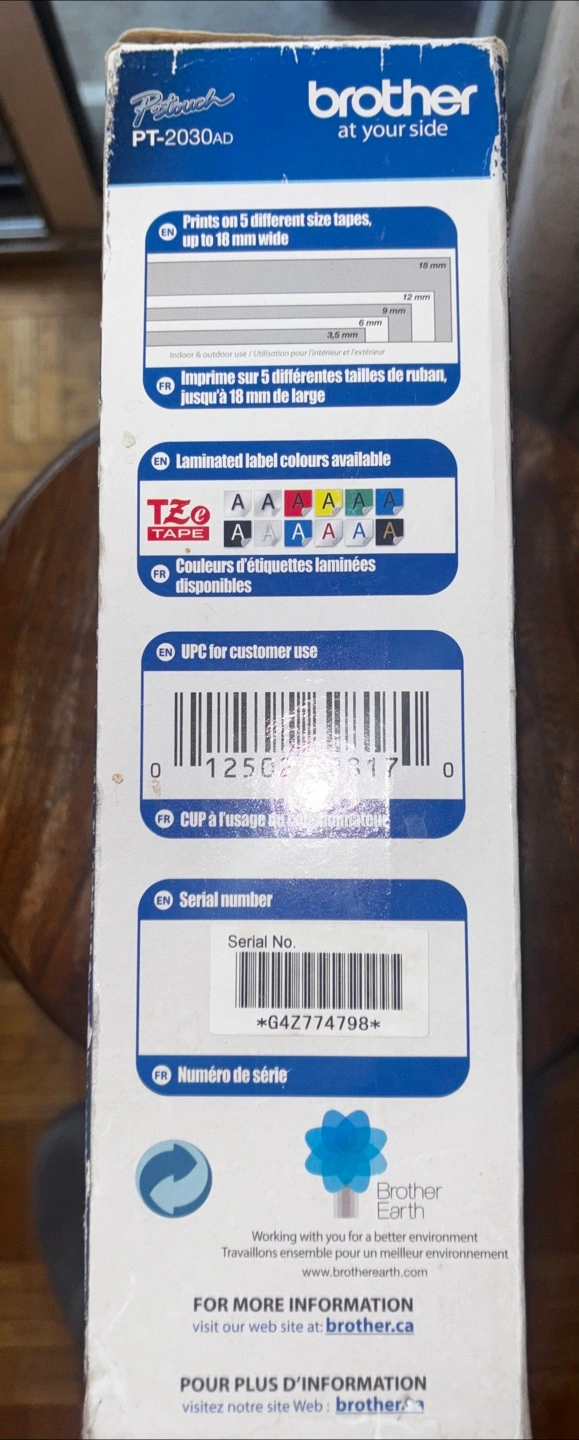 P-touch
PT-2030AD
brother
at your side
EN Prints on 5 different size tapes,
up to 18 mm wide
18 mm
12 mm
9 mm
6 mm
3,5 mm
Indoor & outdoor use / Utilisation pour l'intérieur et l'extérieur
FR Imprime sur 5 différentes tailles de ruban,
jusqu'à 18 mm de large
EN Laminated label colours available
TZe
TAPE
A A A A A A
A A A A A A
FR Couleurs d'étiquettes laminées
disponibles
EN UPC for customer use
0 0
FR CUP à l'usage
EN Serial number
Serial No.
*G4Z774798*
FR Numéro de série
Brother
Earth
Working with you for a better environment
Travaillons ensemble pour un meilleur environnement
www.brotherearth.com
FOR MORE INFORMATION
visit our web site at: brother.ca
POUR PLUS D'INFORMATION
visitez notre site Web : brother.ca